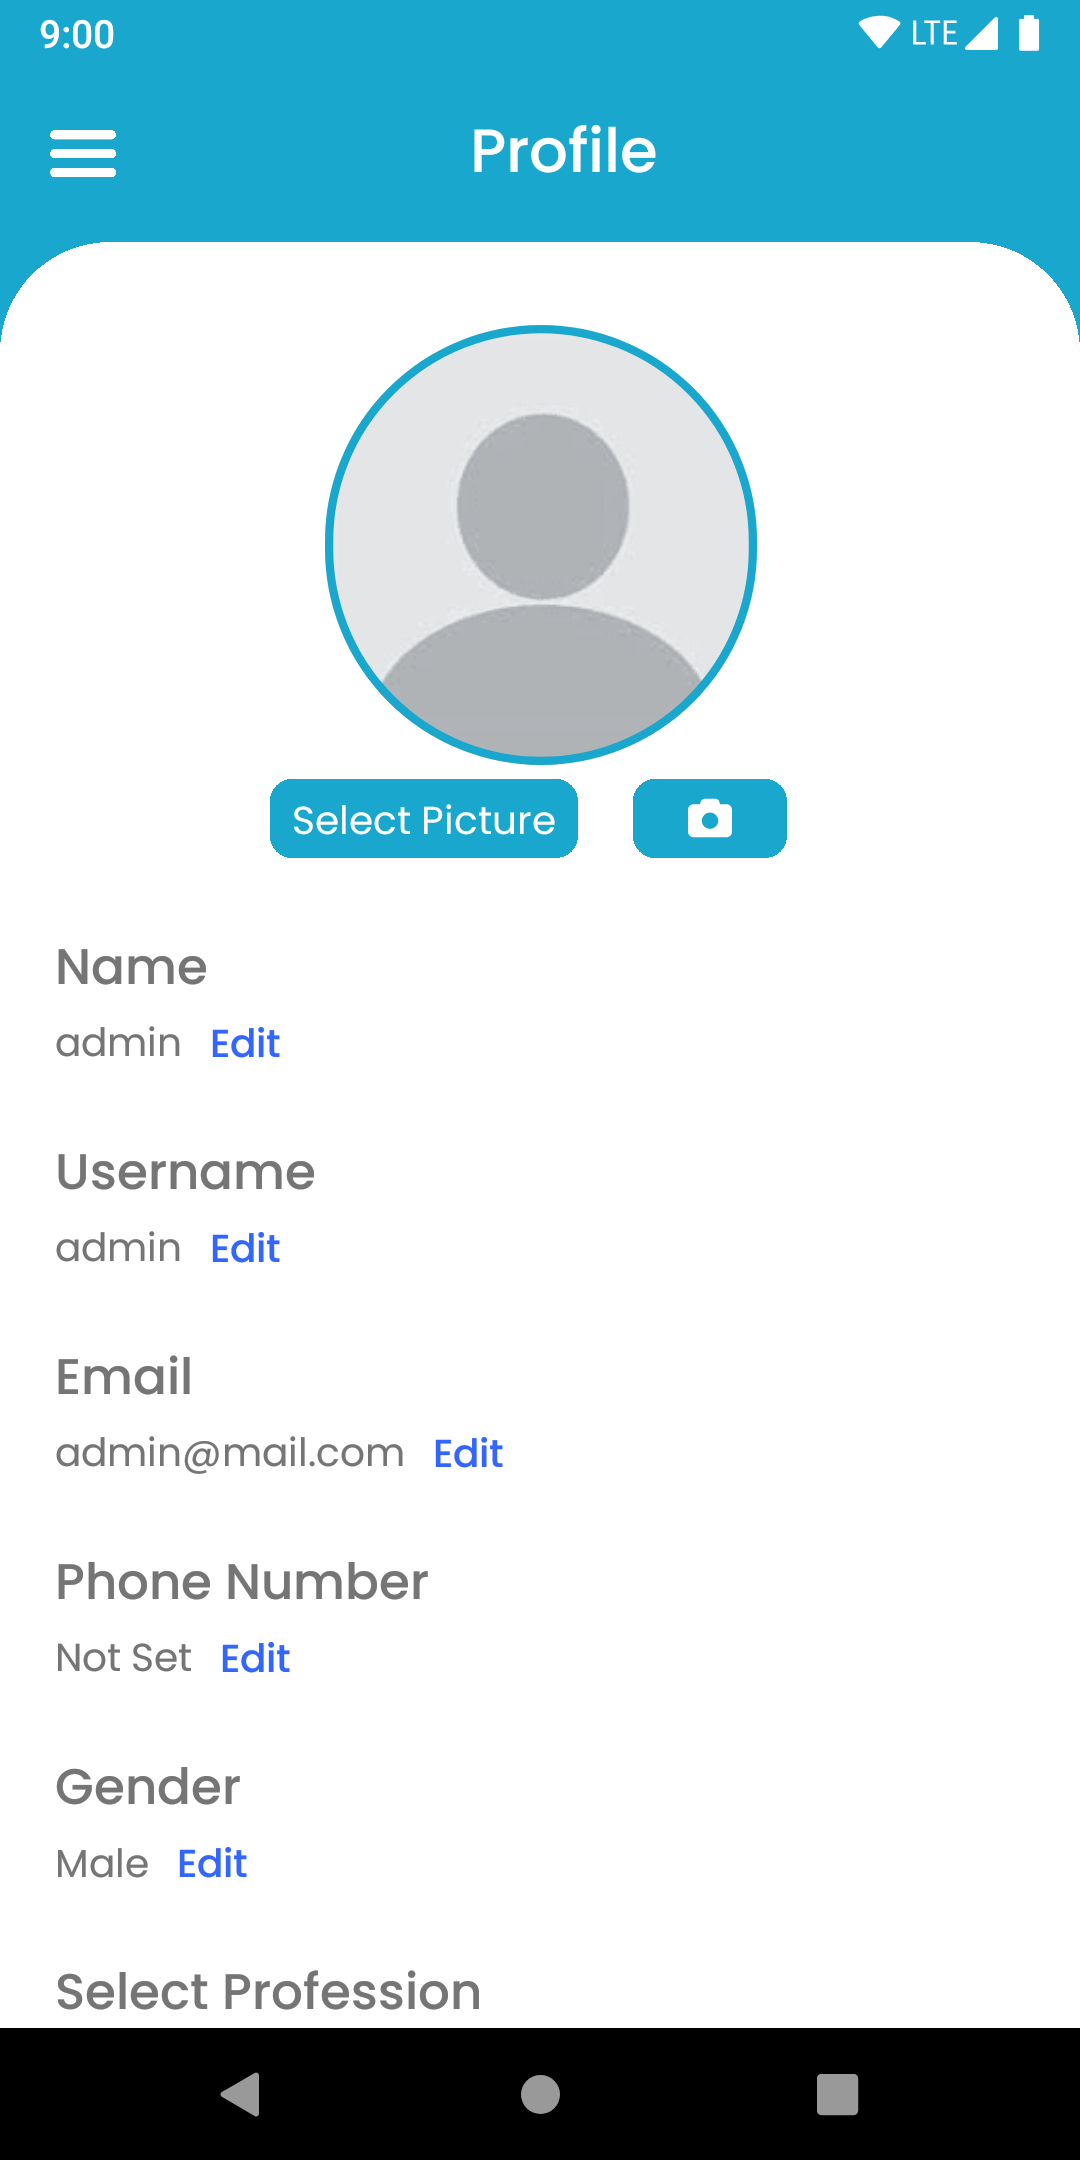 9:00 LTE
Profile
Select Picture
Name
admin Edit
Username
admin Edit
Email
admin@mail.com Edit
Phone Number
Not Set Edit
Gender
Male Edit
Select Profession